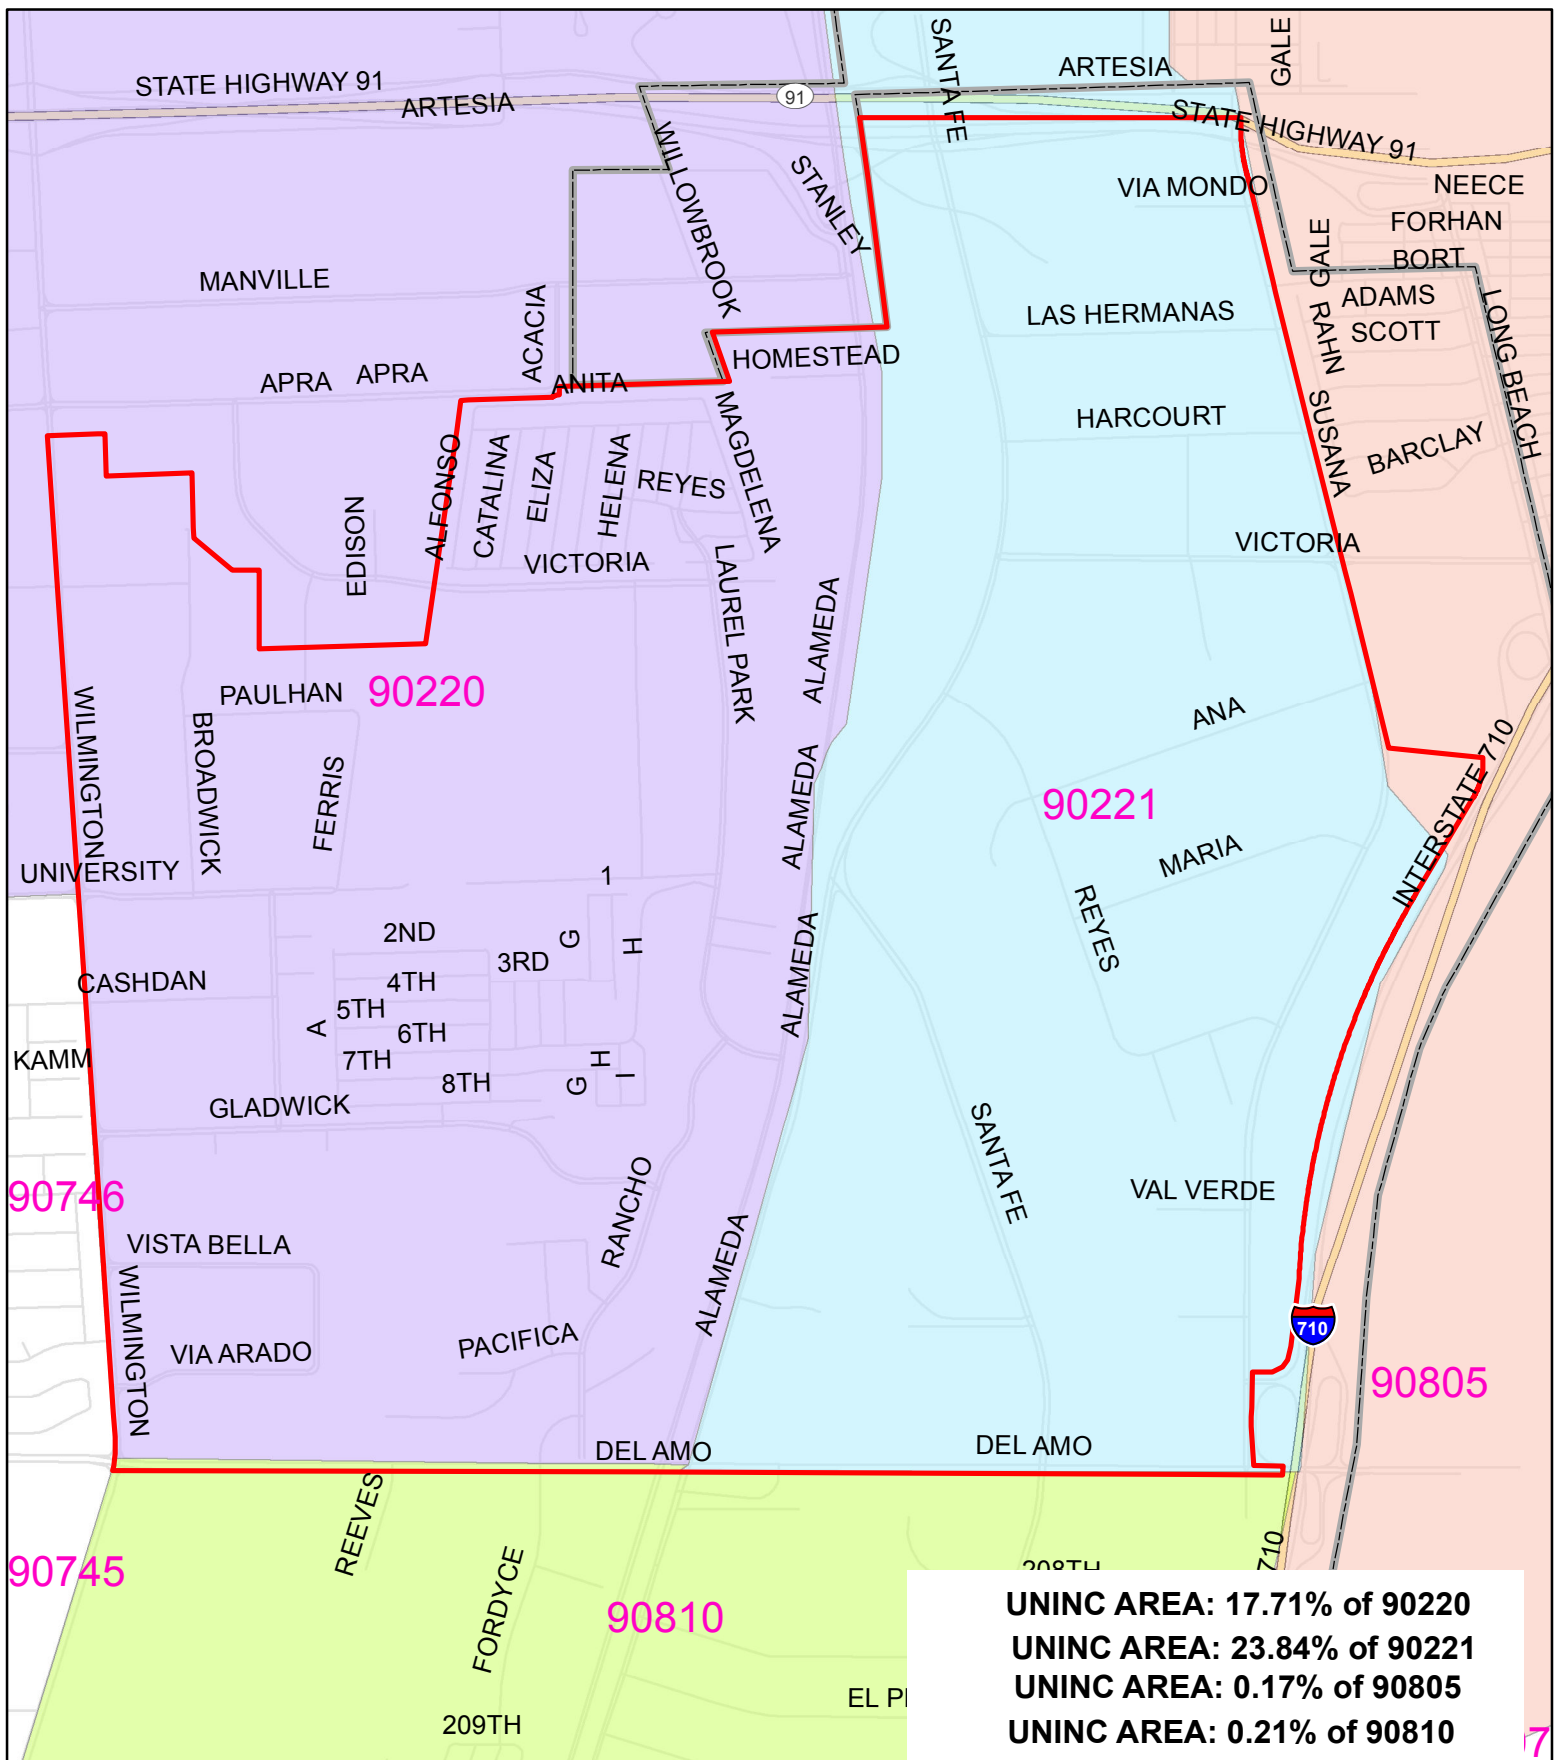 SANTA FE
GALE
ARTESIA
STATE HIGHWAY 91
ARTESIA
91
STATE HIGHWAY 91
WILLOWBROOK
STANLEY
VIA MONDO
NEECE
FORHAN
GALE
BORT
MANVILLE
ACACIA
ADAMS
LAS HERMANAS
RAHN
SCOTT
LONG BEACH
HOMESTEAD
APRA
APRA
ANITA
MAGDELENA
HARCOURT
SUSANA
BARCLAY
ALFONSO
CATALINA
ELIZA
HELENA
REYES
EDISON
VICTORIA
VICTORIA
LAUREL PARK
ALAMEDA
PAULHAN
90220
WILMINGTON
BROADWICK
ANA
FERRIS
ALAMEDA
90221
INTERSTATE 710
MARIA
UNIVERSITY
1
REYES
2ND
G
H
3RD
ALAMEDA
CASHDAN
4TH
5TH
A
6TH
KAMM
7TH
H
8TH
G
I
GLADWICK
SANTA FE
90746
RANCHO
VAL VERDE
VISTA BELLA
ALAMEDA
WILMINGTON
710
PACIFICA
VIA ARADO
90805
DEL AMO
DEL AMO
REEVES
710
90745
FORDYCE
208TH
90810
UNINC AREA: 17.71% of 90220
UNINC AREA: 23.84% of 90221
UNINC AREA: 0.17% of 90805
EL
209TH
UNINC AREA: 0.21% of 90810
7